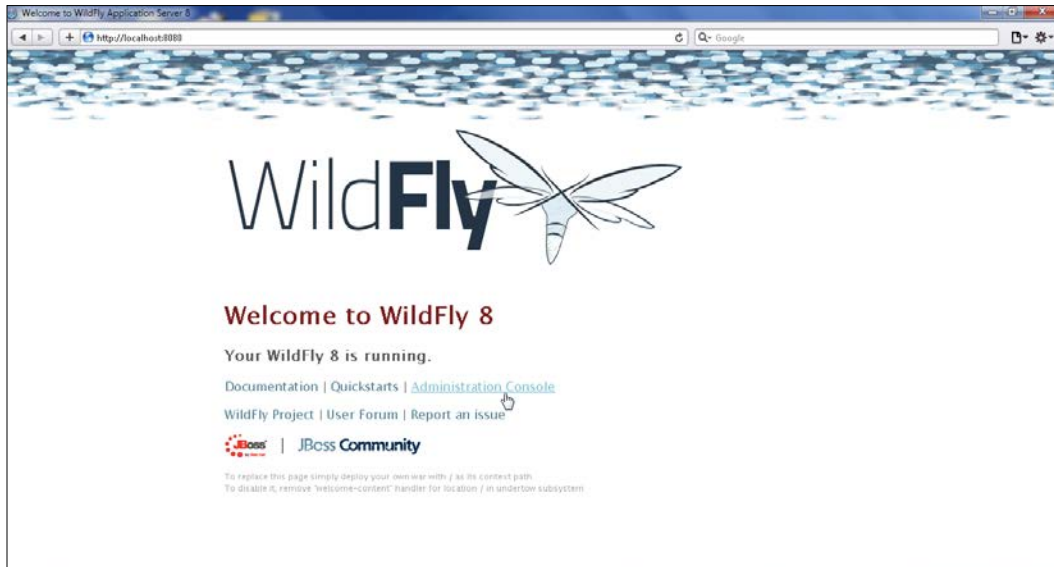 Welcome to WildFly Application Server 8
http://localhost:8080
Google
WildFly
Welcome to WildFly 8
Your WildFly 8 is running.
Documentation | Quickstarts | Administration Console
WildFly Project | User Forum | Report an issue
JBoss | JBoss Community
To replace this page simply deploy your own war with / as its context path.
To disable it, remove "welcome-content" handler for location / in undertow subsystem.